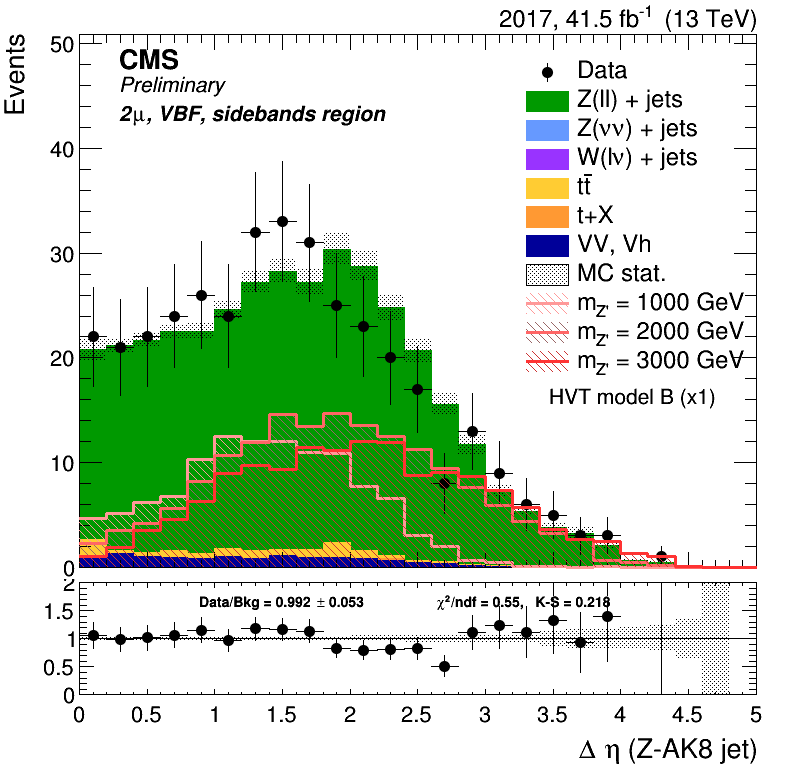 2017, 41.5 fb⁻¹ (13 TeV)
CMS
Preliminary
2μ, VBF, sidebands region
Events
50
40
30
20
10
0
Data
Z(ll) + jets
Z(νν) + jets
W(lν) + jets
tt̄
t+X
VV, Vh
MC stat.
m_Z' = 1000 GeV
m_Z' = 2000 GeV
m_Z' = 3000 GeV
HVT model B (x1)
2
1.5
1
0.5
0
Data/Bkg = 0.992 ± 0.053
χ²/ndf = 0.55, K-S = 0.218
0 0.5 1 1.5 2 2.5 3 3.5 4 4.5 5
Δ η (Z-AK8 jet)